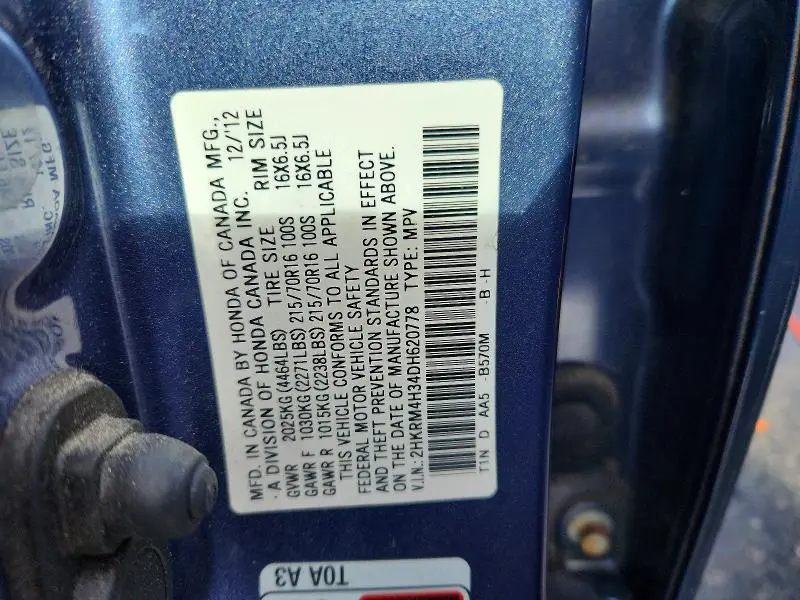 MFD. IN CANADA BY HONDA OF CANADA MFG.,
A DIVISION OF HONDA CANADA INC. 12/'12
GVWR 2025KG (4464LBS) TIRE SIZE RIM SIZE
GAWR F 1030KG (2271LBS) 215/70R16 100S 16X6.5J
GAWR R 1015KG (2238LBS) 215/70R16 100S 16X6.5J
THIS VEHICLE CONFORMS TO ALL APPLICABLE
FEDERAL MOTOR VEHICLE SAFETY
AND THEFT PREVENTION STANDARDS IN EFFECT
ON THE DATE OF MANUFACTURE SHOWN ABOVE.
V.I.N.: 2HKRM4H34DH620778 TYPE: MPV
T1N D AA5 -B570M -B -H
T0A A3